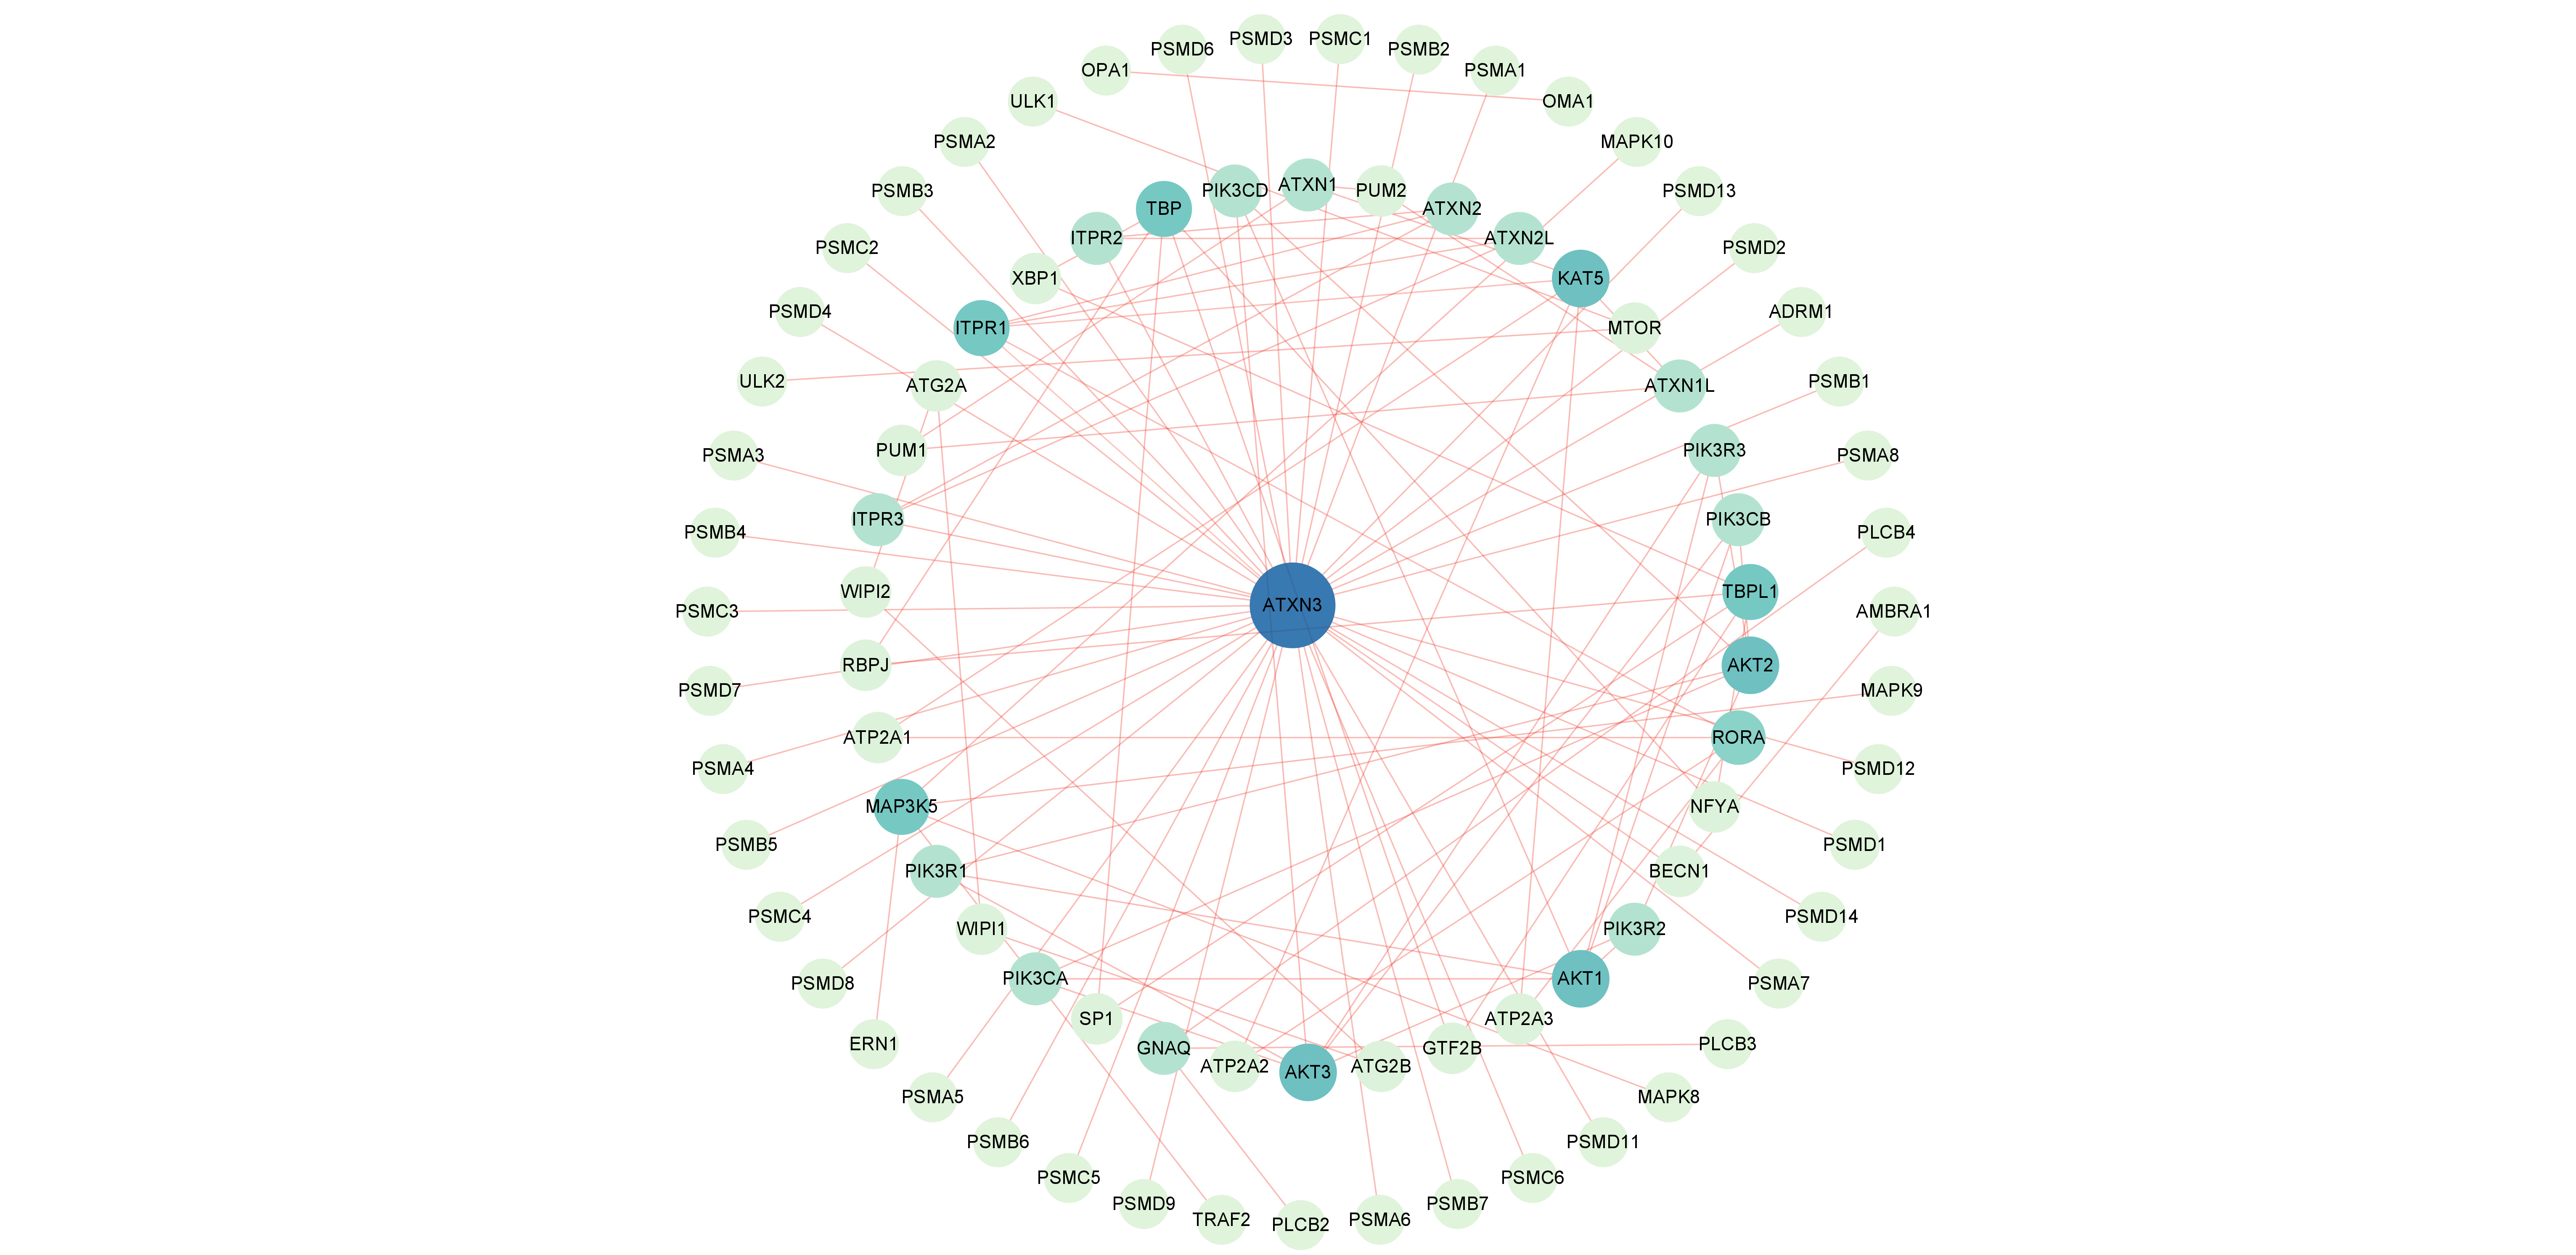 PSMD3
PSMC1
PSMD6
PSMB2
OPA1
PSMA1
ULK1
OMA1
PSMA2
MAPK10
PSMB3
PIK3CD
ATXN1
PUM2
PSMD13
TBP
ATXN2
PSMC2
ITPR2
ATXN2L
PSMD2
XBP1
KAT5
PSMD4
ADRM1
ITPR1
MTOR
ULK2
ATG2A
ATXN1L
PSMB1
PUM1
PIK3R3
PSMA3
PSMA8
ITPR3
PIK3CB
PSMB4
PLCB4
WIPI2
TBPL1
ATXN3
PSMC3
AMBRA1
RBPJ
AKT2
PSMD7
MAPK9
ATP2A1
RORA
PSMA4
PSMD12
MAP3K5
NFYA
PSMB5
PSMD1
PIK3R1
BECN1
PSMC4
PSMD14
WIPI1
PIK3R2
PIK3CA
AKT1
PSMD8
PSMA7
SP1
ATP2A3
ERN1
GNAQ
GTF2B
PLCB3
ATP2A2
AKT3
ATG2B
PSMA5
MAPK8
PSMB6
PSMD11
PSMC5
PSMC6
PSMD9
PSMB7
TRAF2
PLCB2
PSMA6